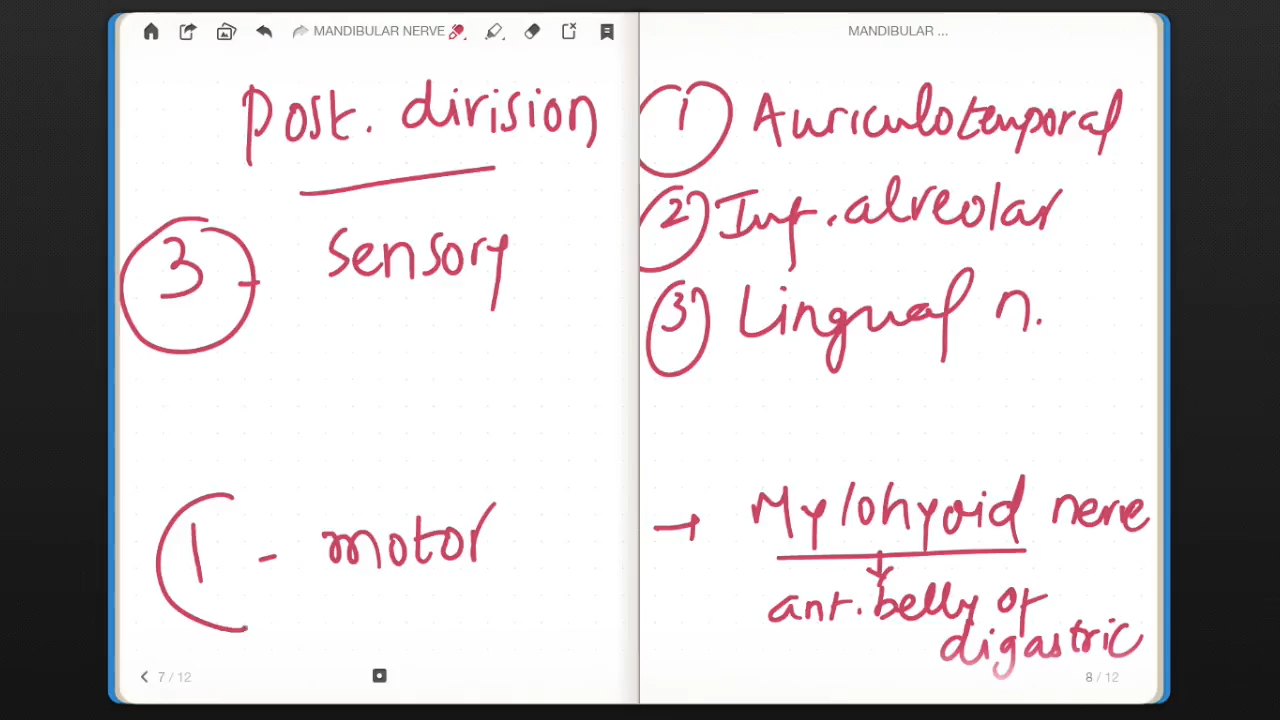 MANDIBULAR NERVE
Post. division
3 - sensory
1 - motor
7 / 12
MANDIBULAR ...
1 Auriculotemporal
2 Inf. alveolar
3 Lingual n.
→ Mylohyoid nerve
↓
ant. belly of
digastric
8 / 12